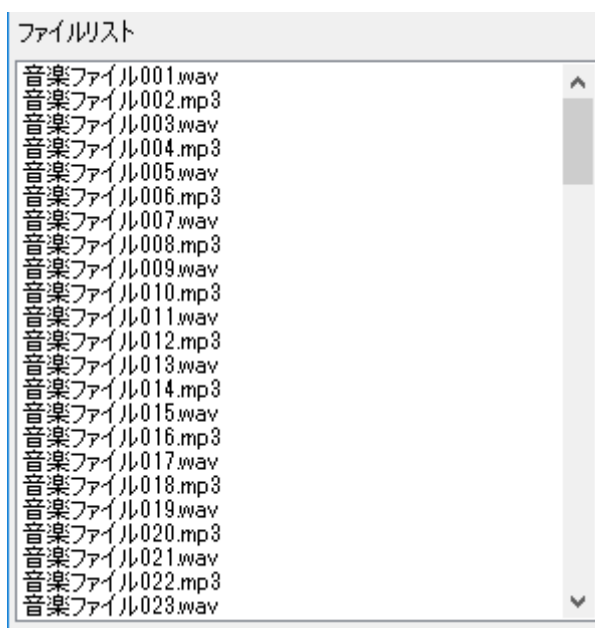 ファイルリスト
音楽ファイル001.wav
音楽ファイル002.mp3
音楽ファイル003.wav
音楽ファイル004.mp3
音楽ファイル005.wav
音楽ファイル006.mp3
音楽ファイル007.wav
音楽ファイル008.mp3
音楽ファイル009.wav
音楽ファイル010.mp3
音楽ファイル011.wav
音楽ファイル012.mp3
音楽ファイル013.wav
音楽ファイル014.mp3
音楽ファイル015.wav
音楽ファイル016.mp3
音楽ファイル017.wav
音楽ファイル018.mp3
音楽ファイル019.wav
音楽ファイル020.mp3
音楽ファイル021.wav
音楽ファイル022.mp3
音楽ファイル023.wav